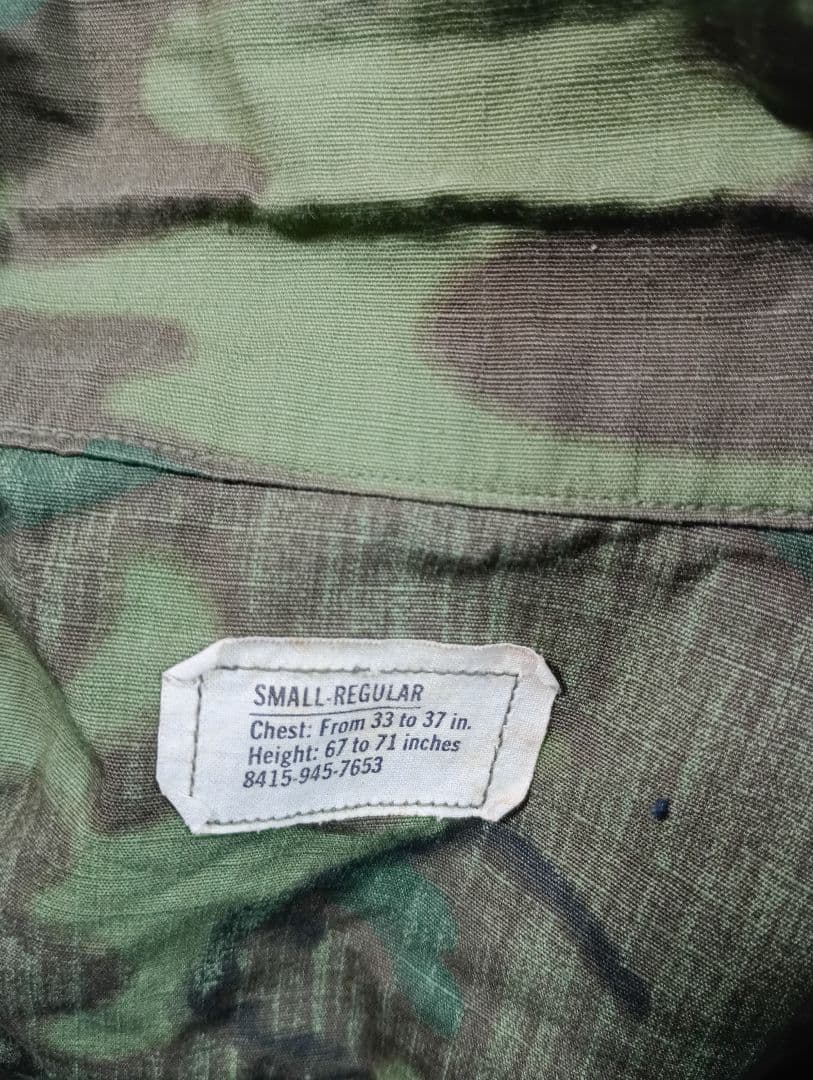 SMALL-REGULAR
Chest: From 33 to 37 in.
Height: 67 to 71 inches
8415-945-7653